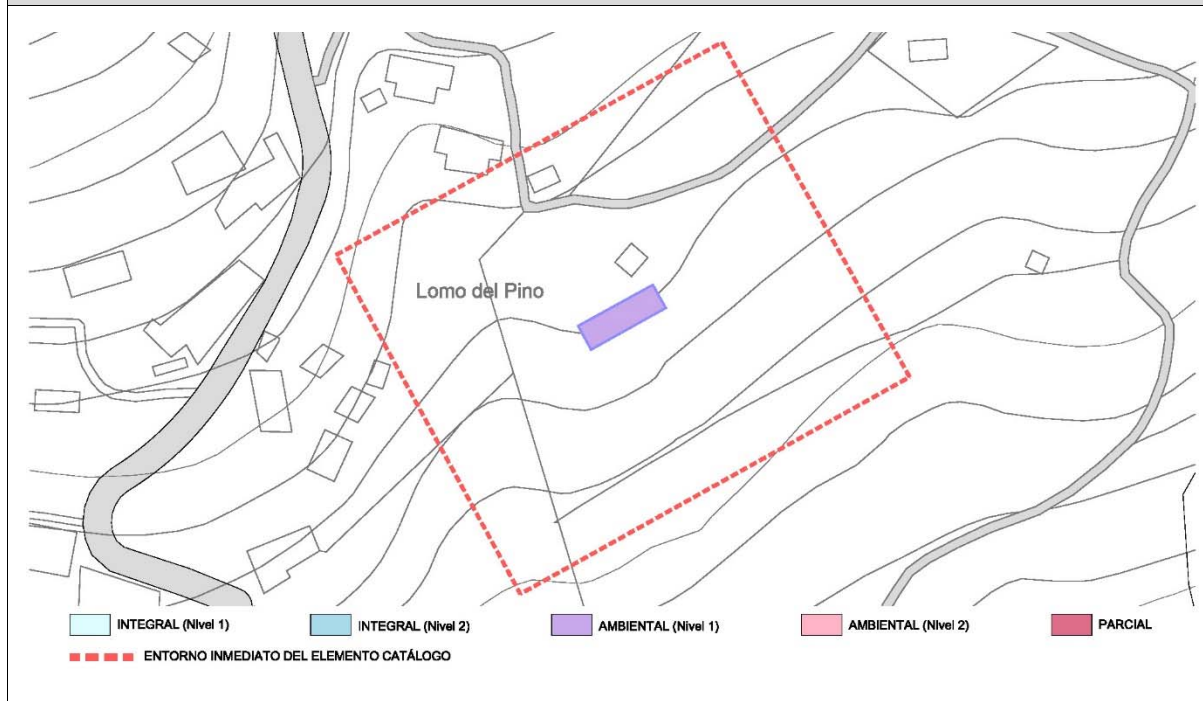 Lomo del Pino
INTEGRAL (Nivel 1) INTEGRAL (Nivel 2) AMBIENTAL (Nivel 1) AMBIENTAL (Nivel 2) PARCIAL
ENTORNO INMEDIATO DEL ELEMENTO CATÁLOGO